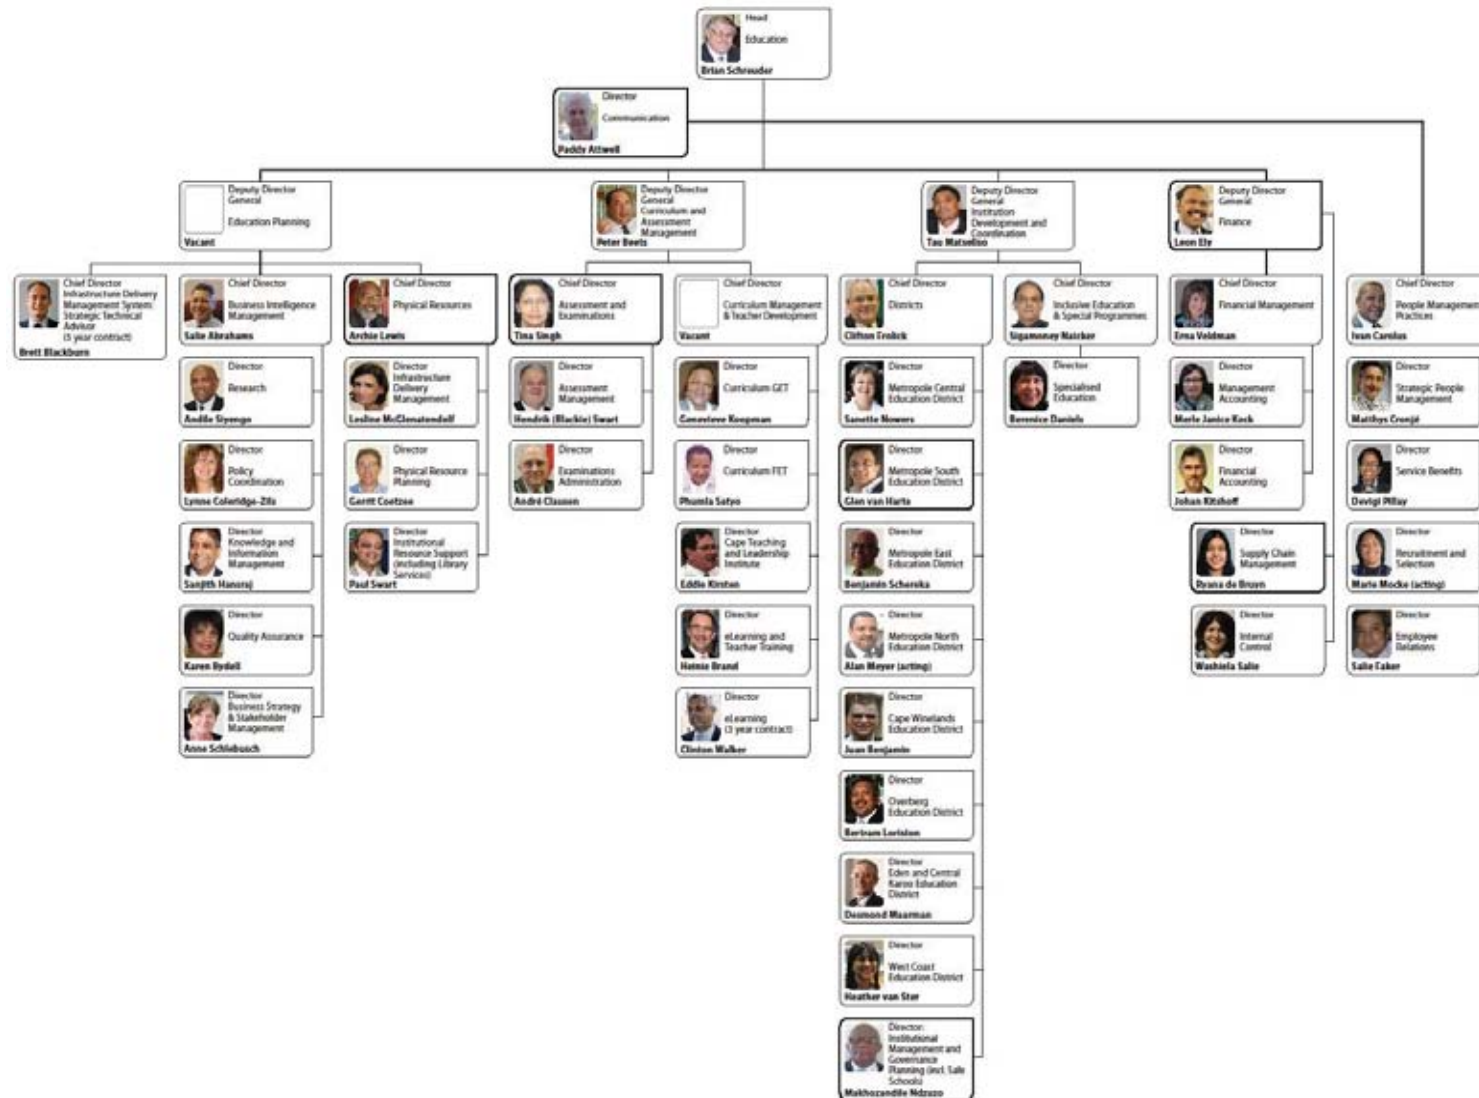 Head
Education
Brian Schreuder
Director
Communication
Paddy Attwell
Deputy Director
General
Education Planning
Vacant
Deputy Director
General
Curriculum and
Assessment
Management
Peter Beets
Deputy Director
General
Institution
Development and
Coordination
Tau Matseliso
Deputy Director
General
Finance
Leon Ely
Chief Director
Infrastructure Delivery
Management System:
Strategic Technical
Advisor
(5 year contract)
Brett Blackburn
Chief Director
Business Intelligence
Management
Salie Abrahams
Chief Director
Physical Resources
Archie Lewis
Chief Director
Assessment and
Examinations
Tina Singh
Chief Director
Curriculum Management
& Teacher Development
Vacant
Chief Director
Districts
Clifton Frolick
Chief Director
Inclusive Education
& Special Programmes
Sigamoney Naicker
Chief Director
Financial Management
Erna Veldman
Chief Director
People Management
Practices
Ivan Carolus
Director
Research
Andile Siyengo
Director
Infrastructure
Delivery
Management
Director
Assessment
Management
Hendrik (Blackie) Swart
Director
Curriculum GET
Genevieve Koopman
Director
Metropole Central
Education District
Sanette Nowers
Director
Specialised
Education
Berenice Daniels
Director
Management
Accounting
Merle Janice Kock
Director
Strategic People
Management
Matthys Cronjé
Director
Policy
Coordination
Lynne Coleridge-Zils
Director
Physical Resource
Planning
Gerrit Coetzee
Director
Examinations
Administration
André Clausen
Director
Curriculum FET
Phumla Satyo
Director
Metropole South
Education District
Glen van Harte
Director
Financial
Accounting
Johan Kitshoff
Director
Service Benefits
Devigi Pillay
Director
Knowledge and
Information
Management
Sanjith Hansraj
Director
Institutional
Resource Support
(including Library
Services)
Paul Swart
Director
Cape Teaching
and Leadership
Institute
Eddie Kirsten
Director
Metropole East
Education District
Benjamin Schereka
Director
Supply Chain
Management
Ryana de Bruyn
Director
Recruitment and
Selection
Marie Mocke (acting)
Director
Quality Assurance
Karen Bydell
Director
eLearning and
Teacher Training
Heinie Brand
Director
Metropole North
Education District
Alan Meyer (acting)
Director
Internal
Control
Washiela Salie
Director
Employee
Relations
Salie Faker
Director
Business Strategy
& Stakeholder
Management
Anne Schlebusch
Director
eLearning
(3 year contract)
Clinton Walker
Director
Cape Winelands
Education District
Juan Benjamin
Director
Overberg
Education District
Bertram Loriston
Director
Eden and Central
Karoo Education
District
Desmond Maarman
Director
West Coast
Education District
Heather van Ster
Director:
Institutional
Management and
Governance
Planning (incl. Safe
Schools)
Makhozandile Ndzuzo